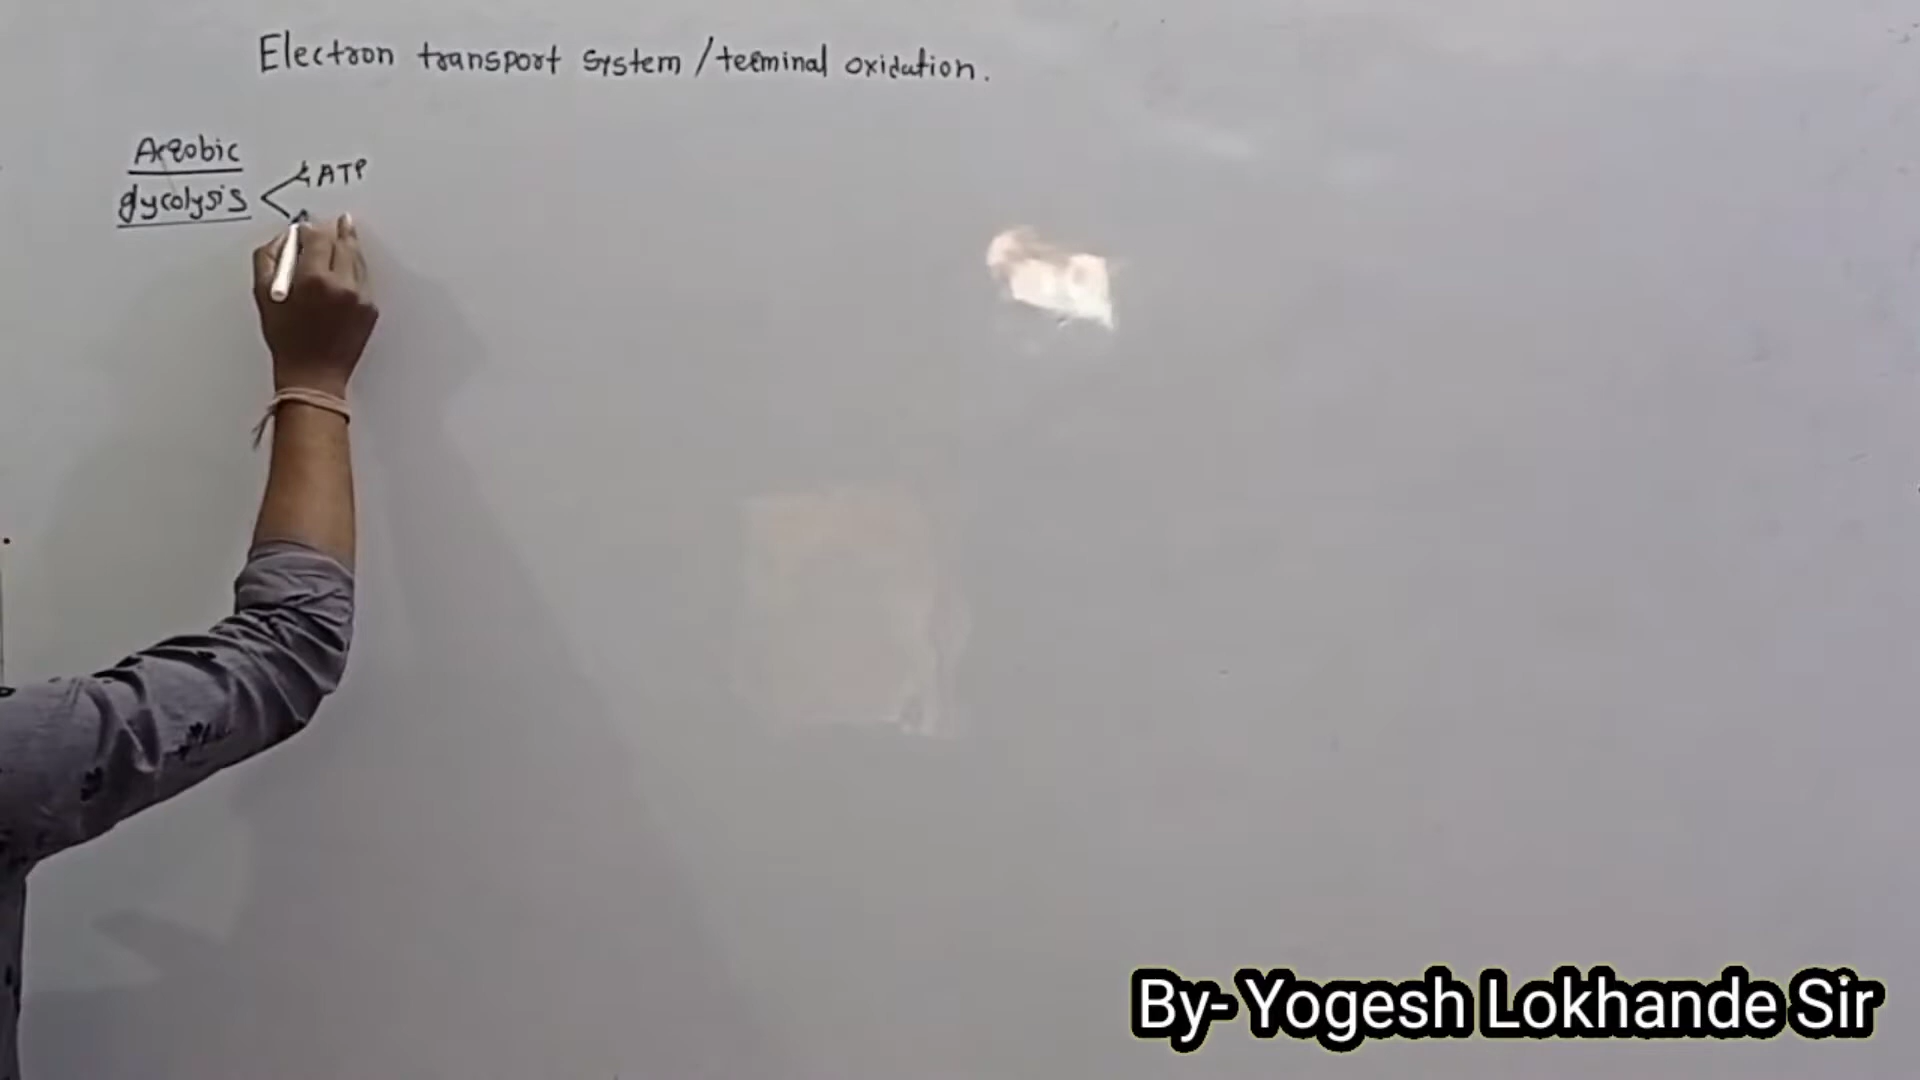 Electron transport system / terminal oxidation.
Aerobic
glycolysis
ATP
By- Yogesh Lokhande Sir